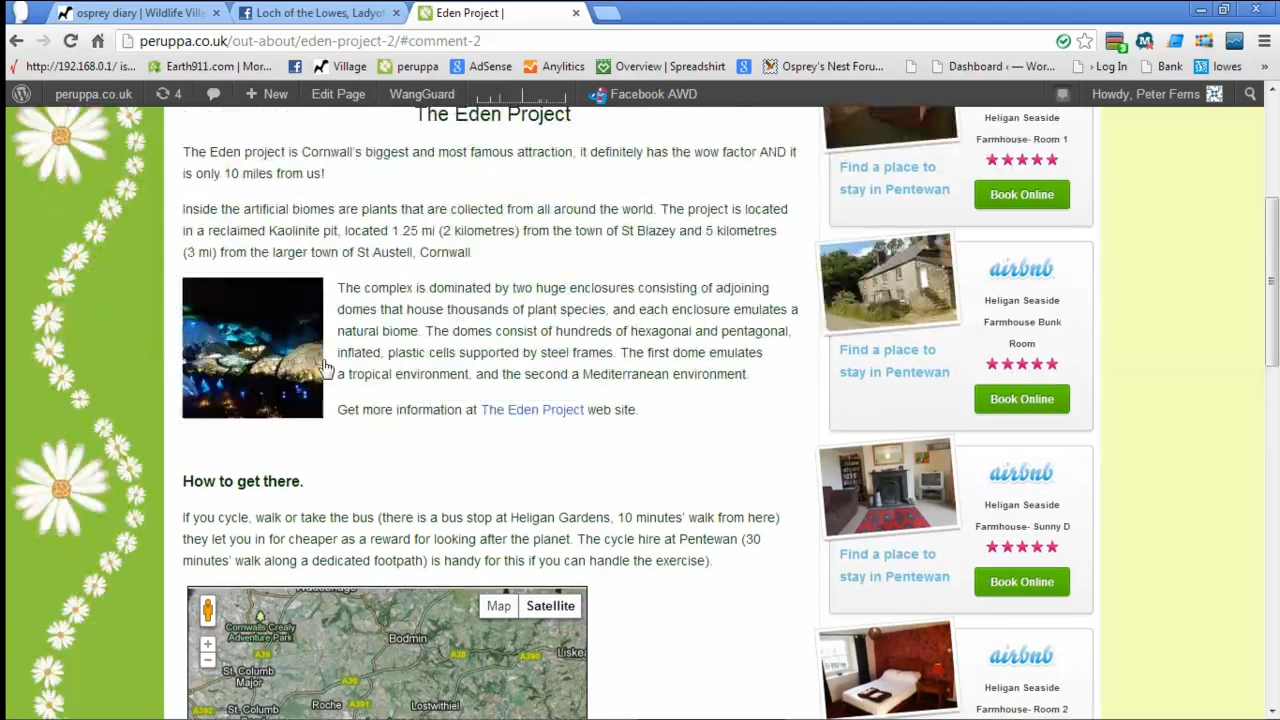 osprey diary | Wildlife Villa
Loch of the Lowes, Ladyof
Eden Project |
peruppa.co.uk/out-about/eden-project-2/#comment-2
http://192.168.0.1/ is...
Earth911.com | Mor...
Village
peruppa
AdSense
Anylitics
Overview | Spreadshirt
Osprey's Nest Foru...
Dashboard ‹ — Wor...
› Log In
Bank
lowes
peruppa.co.uk
4
New
Edit Page
WangGuard
Facebook AWD
Howdy, Peter Ferns
The Eden Project
The Eden project is Cornwall's biggest and most famous attraction, it definitely has the wow factor AND it
is only 10 miles from us!
Inside the artificial biomes are plants that are collected from all around the world. The project is located
in a reclaimed Kaolinite pit, located 1.25 mi (2 kilometres) from the town of St Blazey and 5 kilometres
(3 mi) from the larger town of St Austell, Cornwall.
The complex is dominated by two huge enclosures consisting of adjoining
domes that house thousands of plant species, and each enclosure emulates a
natural biome. The domes consist of hundreds of hexagonal and pentagonal,
inflated, plastic cells supported by steel frames. The first dome emulates
a tropical environment, and the second a Mediterranean environment.
Get more information at The Eden Project web site.
How to get there.
If you cycle, walk or take the bus (there is a bus stop at Heligan Gardens, 10 minutes' walk from here)
they let you in for cheaper as a reward for looking after the planet. The cycle hire at Pentewan (30
minutes' walk along a dedicated footpath) is handy for this if you can handle the exercise).
Map
Satellite
Cornwalls Crealy
Adventure Park
Bodmin
A38
A390
Liskea
A39
St. Columb
Major
A30
Lostwithiel
Roche
A391
A392
St. Columb
Heligan Seaside
Farmhouse- Room 1
Find a place to
stay in Pentewan
Book Online
airbnb
Heligan Seaside
Farmhouse Bunk
Room
Find a place to
stay in Pentewan
Book Online
airbnb
Heligan Seaside
Farmhouse- Sunny D
Find a place to
stay in Pentewan
Book Online
airbnb
Heligan Seaside
Farmhouse- Room 2